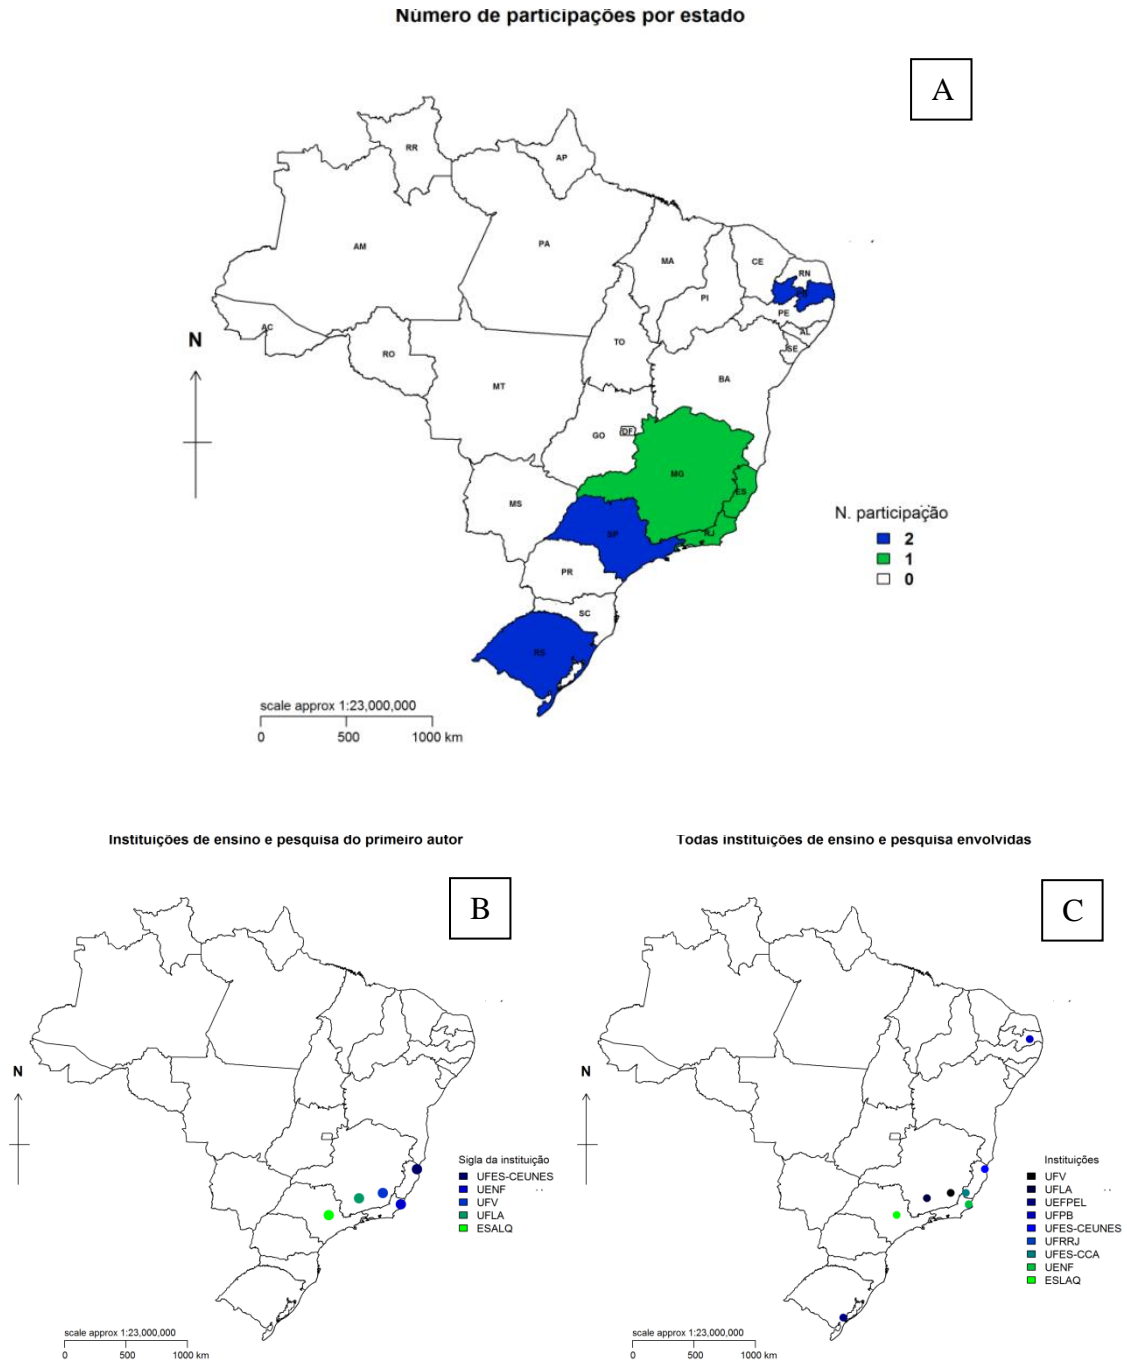 Número de participações por estado
A
RR
AP
AM
PA
MA
CE
RN
PB
PI
PE
AL
SE
AC
N
RO
TO
BA
MT
GO
DF
MG
ES
MS
SP
RJ
N. participação
2
1
0
PR
SC
RS
scale approx 1:23,000,000
0 500 1000 km
Instituições de ensino e pesquisa do primeiro autor
B
N
Sigla da instituição
UFES-CEUNES
UENF
UFV
UFLA
ESALQ
scale approx 1:23,000,000
0 500 1000 km
Todas instituições de ensino e pesquisa envolvidas
C
N
Instituições
UFV
UFLA
UEFPEL
UFPB
UFES-CEUNES
UFRRJ
UFES-CCA
UENF
ESLAQ
scale approx 1:23,000,000
0 500 1000 km